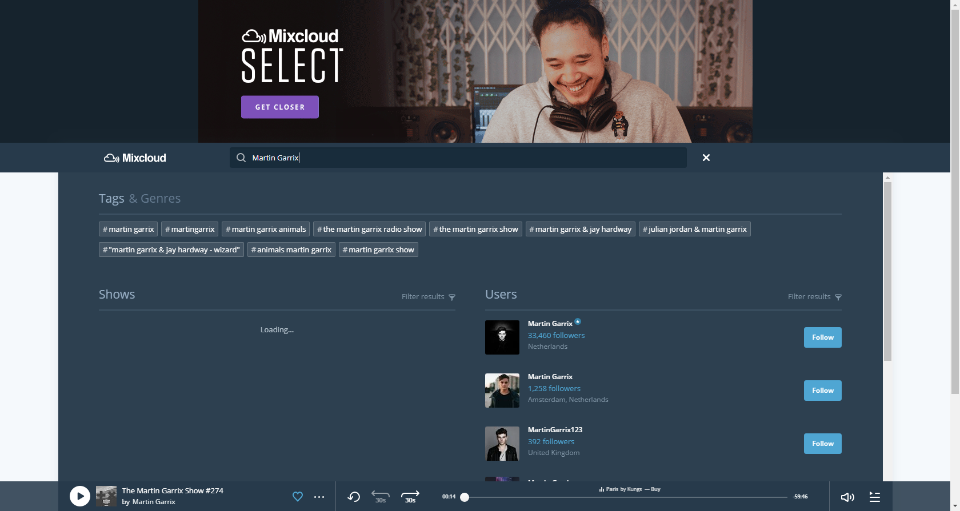 Mixcloud
SELECT
GET CLOSER
Mixcloud
Martin Garrix
Tags & Genres
#martin garrix #martingarrix #martin garrix animals #the martin garrix radio show #the martin garrix show #martin garrix & jay hardway #julian jordan & martin garrix
#"martin garrix & jay hardway - wizard" #animals martin garrix #martin garrix show
Shows
Filter results
Loading...
Users
Filter results
Martin Garrix
33,460 followers
Netherlands
Follow
Martin Garrix
1,258 followers
Amsterdam, Netherlands
Follow
MartinGarrix123
392 followers
United Kingdom
Follow
The Martin Garrix Show #274
by Martin Garrix
30s
30s
00:14
Paris by Kungs — Buy
-59:46